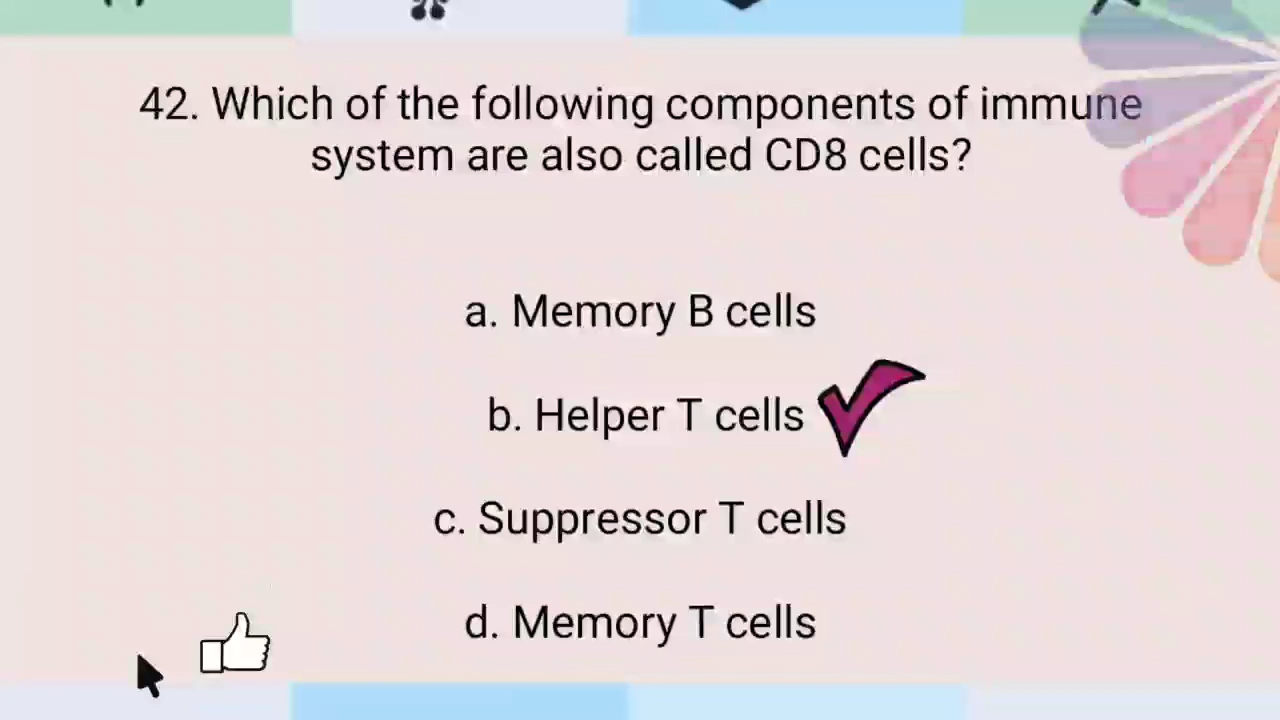 42. Which of the following components of immune
system are also called CD8 cells?
a. Memory B cells
b. Helper T cells
c. Suppressor T cells
d. Memory T cells